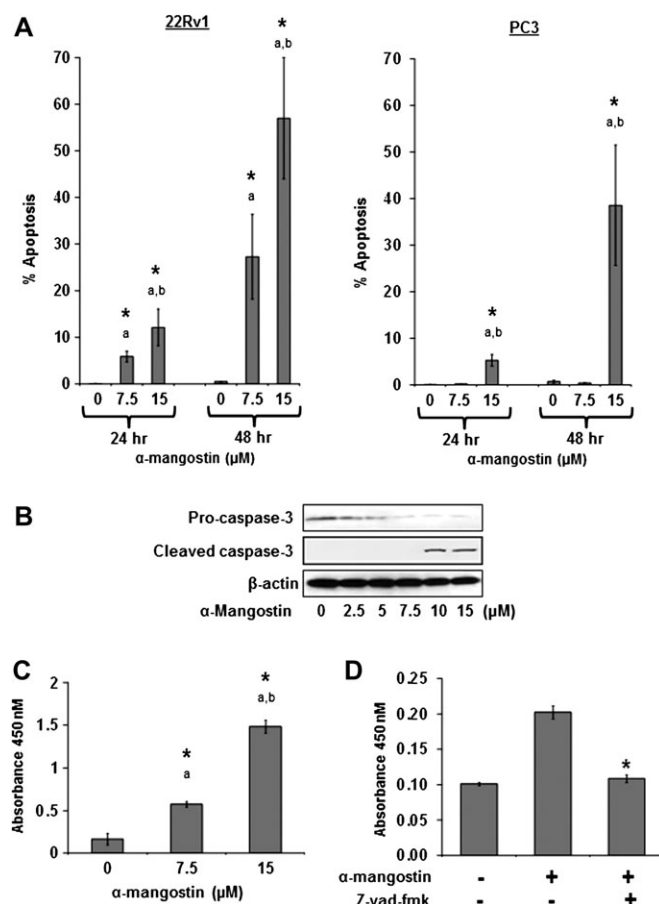 A
22Rv1
PC3
% Apoptosis
70
60
50
40
30
20
10
0
*
a
*
a,b
*
a
*
a,b
0 7.5 15 0 7.5 15
24 hr 48 hr
α-mangostin (µM)
% Apoptosis
70
60
50
40
30
20
10
0
*
a,b
*
a,b
0 7.5 15 0 7.5 15
24 hr 48 hr
α-mangostin (µM)
B
Pro-caspase-3
Cleaved caspase-3
β-actin
α-Mangostin 0 2.5 5 7.5 10 15 (µM)
C
Absorbance 450 nM
2
1.5
1
0.5
0
*
a
*
a,b
0 7.5 15
α-mangostin (µM)
D
Absorbance 450 nM
0.25
0.20
0.15
0.10
0.05
0.00
*
α-mangostin - + +
Z-vad-fmk - - +